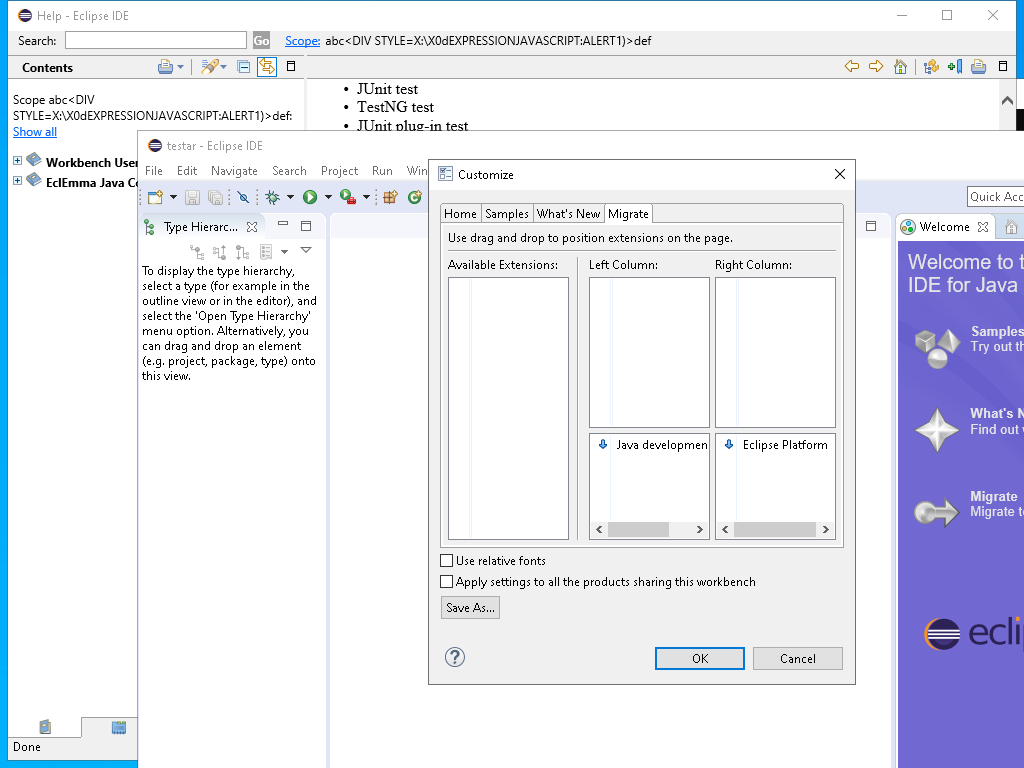 Help - Eclipse IDE
Search:
Go
Scope: abc<DIV STYLE=X:\X0dEXPRESSIONJAVASCRIPT:ALERT1)>def
Contents
Scope abc<DIV
STYLE=X:\X0dEXPRESSIONJAVASCRIPT:ALERT1)>def:
Show all
Workbench User
EclEmma Java Co
• JUnit test
• TestNG test
• JUnit plug-in test
testar - Eclipse IDE
File Edit Navigate Search Project Run Win
Quick Acc
Type Hierarc...
To display the type hierarchy,
select a type (for example in the
outline view or in the editor), and
select the 'Open Type Hierarchy'
menu option. Alternatively, you
can drag and drop an element
(e.g. project, package, type) onto
this view.
Customize
Home Samples What's New Migrate
Use drag and drop to position extensions on the page.
Available Extensions: Left Column: Right Column:
Java developmen
Eclipse Platform
Use relative fonts
Apply settings to all the products sharing this workbench
Save As...
?
OK Cancel
Welcome
Welcome to t
IDE for Java
Samples
Try out th
What's N
Find out
Migrate
Migrate to
eclip
Done